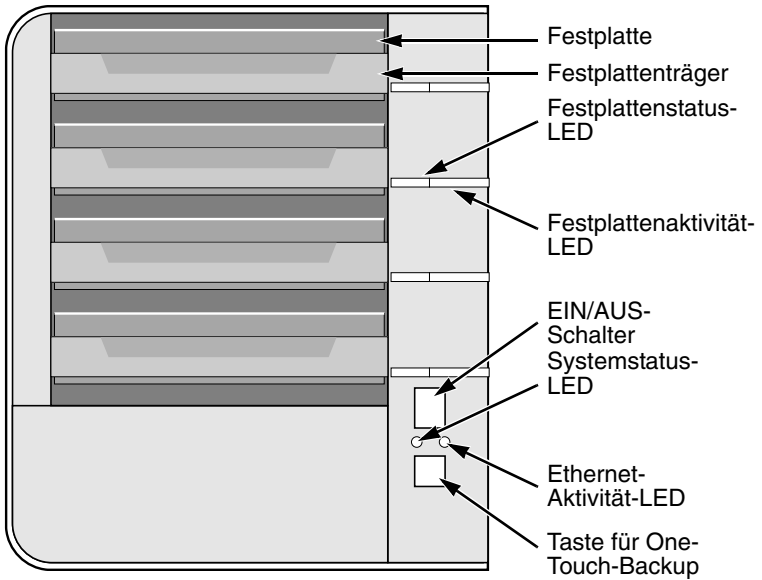 Festplatte
Festplattenträger
Festplattenstatus-
LED
Festplattenaktivität-
LED
EIN/AUS-
Schalter
Systemstatus-
LED
Ethernet-
Aktivität-LED
Taste für One-
Touch-Backup